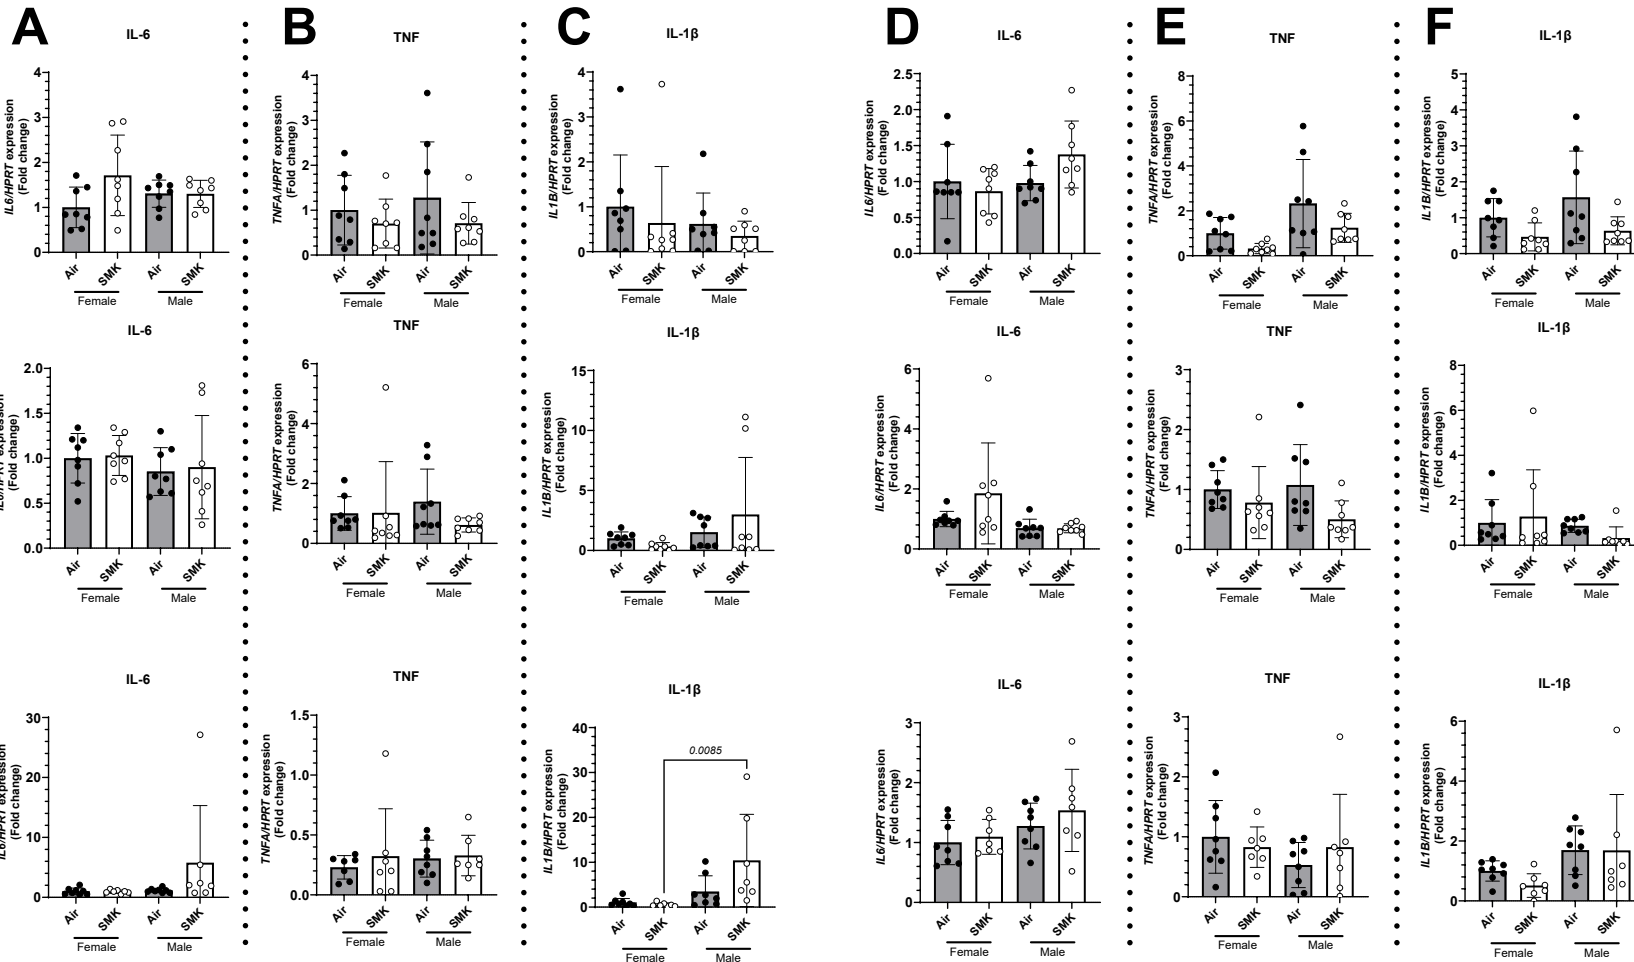 A
IL-6
IL6/HPRT expression
(Fold change)
4
3
2
1
0
Air
SMK
Air
SMK
Female
Male
IL-6
expression
(Fold change)
2.0
1.5
1.0
0.5
0.0
Air
SMK
Air
SMK
Female
Male
IL-6
expression
(Fold change)
30
20
10
0
Air
SMK
Air
SMK
Female
Male
B
TNF
TNFA/HPRT expression
(Fold change)
4
3
2
1
0
Air
SMK
Air
SMK
Female
Male
TNF
TNFA/HPRT expression
(Fold change)
6
4
2
0
Air
SMK
Air
SMK
Female
Male
TNF
TNFA/HPRT expression
(Fold change)
1.5
1.0
0.5
0.0
Air
SMK
Air
SMK
Female
Male
C
IL-1β
IL1B/HPRT expression
(Fold change)
4
3
2
1
0
Air
SMK
Air
SMK
Female
Male
IL-1β
IL1B/HPRT expression
(Fold change)
15
10
5
0
Air
SMK
Air
SMK
Female
Male
IL-1β
IL1B/HPRT expression
(Fold change)
40
30
20
10
0
0.0085
Air
SMK
Air
SMK
Female
Male
D
IL-6
IL6/HPRT expression
(Fold change)
2.5
2.0
1.5
1.0
0.5
0.0
Air
SMK
Air
SMK
Female
Male
IL-6
IL6/HPRT expression
(Fold change)
6
4
2
0
Air
SMK
Air
SMK
Female
Male
IL-6
IL6/HPRT expression
(Fold change)
3
2
1
0
Air
SMK
Air
SMK
Female
Male
E
TNF
TNFA/HPRT expression
(Fold change)
8
6
4
2
0
Air
SMK
Air
SMK
Female
Male
TNF
TNFA/HPRT expression
(Fold change)
3
2
1
0
Air
SMK
Air
SMK
Female
Male
TNF
TNFA/HPRT expression
(Fold change)
3
2
1
0
Air
SMK
Air
SMK
Female
Male
F
IL-1β
IL1B/HPRT expression
(Fold change)
5
4
3
2
1
0
Air
SMK
Air
SMK
Female
Male
IL-1β
IL1B/HPRT expression
(Fold change)
8
6
4
2
0
Air
SMK
Air
SMK
Female
Male
IL-1β
IL1B/HPRT expression
(Fold change)
6
4
2
0
Air
SMK
Air
SMK
Female
Male